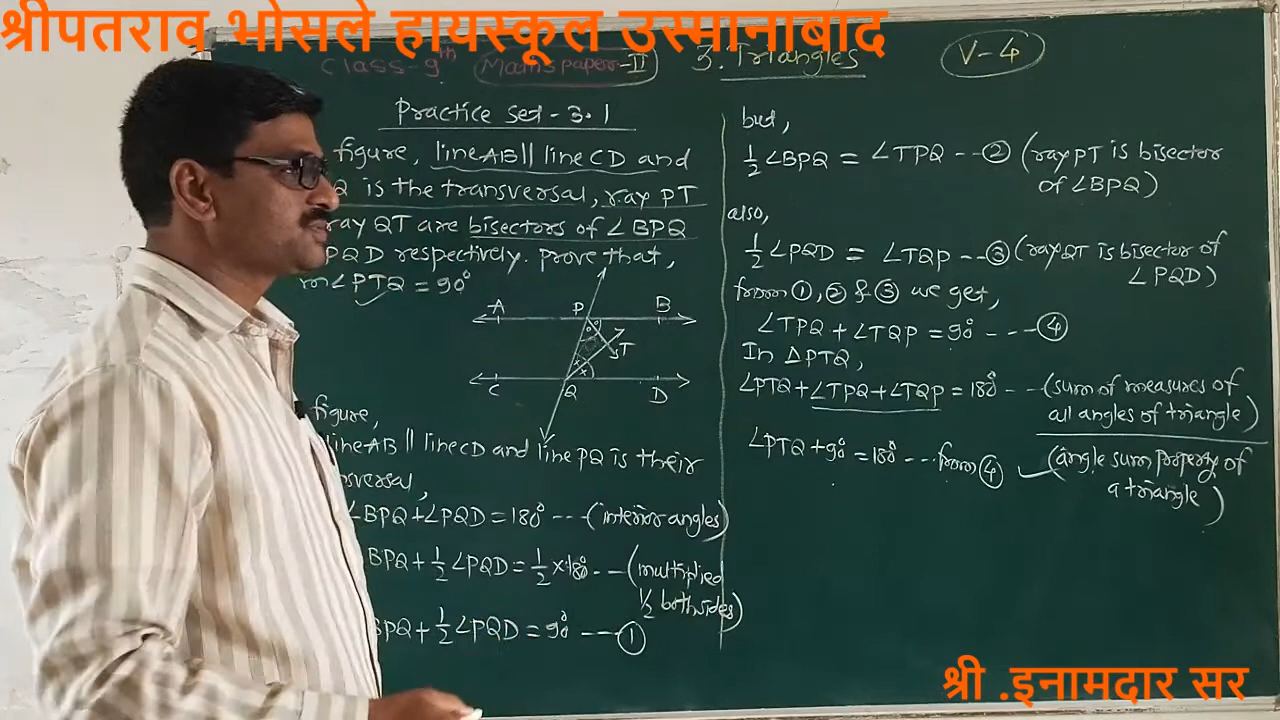 श्रीपतराव भोसले हायस्कूल उस्मानाबाद
Class-9th Maths paper-II 3. Triangles V-4
Practice set-3.1
figure, line AB || line CD and
Q is the transversal, ray PT
ray QT are bisectors of ∠BPQ
PQD respectively. prove that,
m∠PTQ = 90°
A P B
T
C Q D
figure,
line AB || line CD and line PQ is their
nsversal,
∠BPQ+∠PQD=180° ---(interior angles)
BPQ+½∠PQD=½×180°--(multiplied
½ both sides)
BPQ+½∠PQD=90° ---①
but,
½∠BPQ = ∠TPQ --② (ray PT is bisector
of ∠BPQ)
also,
½∠PQD = ∠TQP --③ (ray QT is bisector of
∠PQD)
from ①, ② & ③ we get,
∠TPQ+∠TQP=90° ---④
In △PTQ,
∠PTQ+∠TPQ+∠TQP=180° --(sum of measures of
all angles of triangle)
∠PTQ+90°=180° ---from ④ (angle sum property of
a triangle)
श्री .इनामदार सर